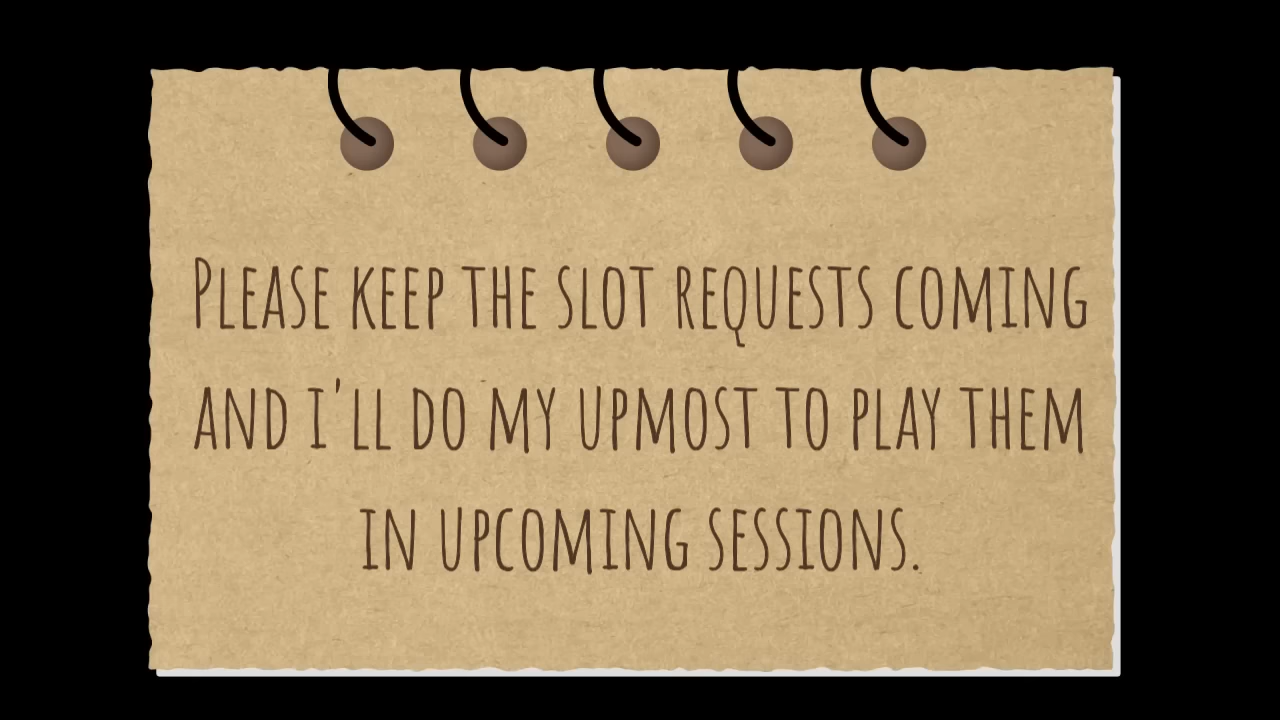 Please keep the slot requests coming
and i'll do my upmost to play them
in upcoming sessions.